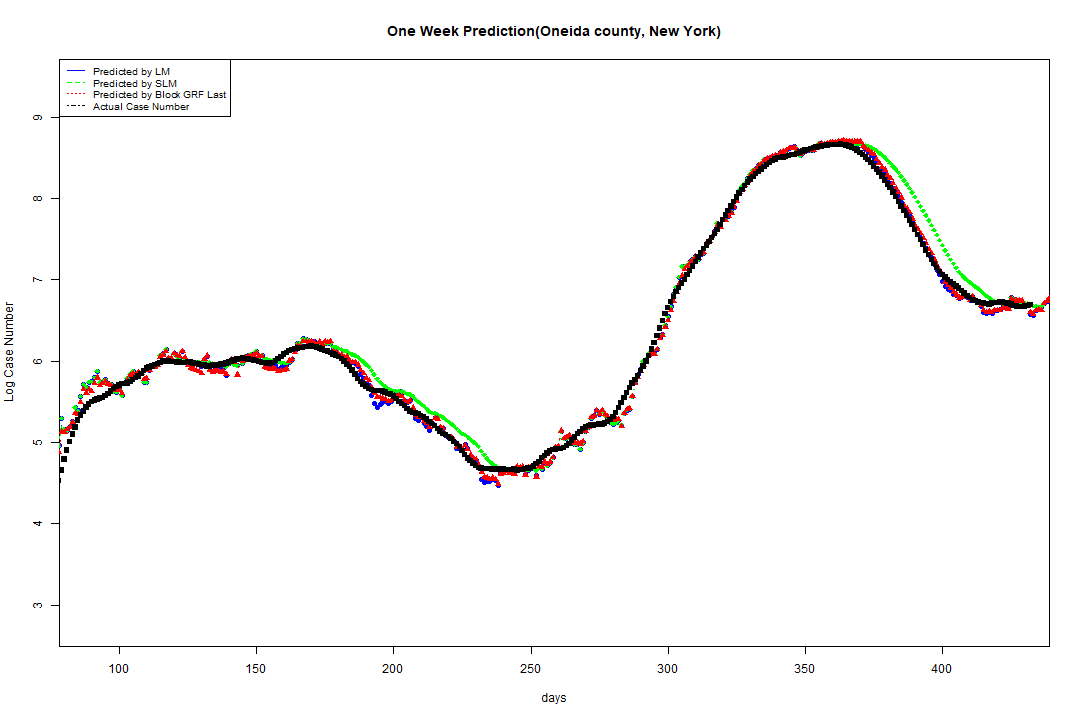 One Week Prediction(Oneida county, New York)
Predicted by LM
Predicted by SLM
Predicted by Block GRF Last
Actual Case Number
9
8
7
6
5
4
3
Log Case Number
100 150 200 250 300 350 400
days